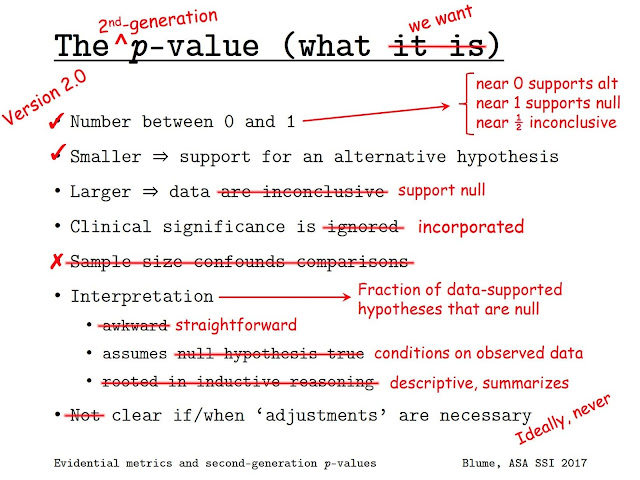 2nd-generation
we want
The ^ p-value (what it is)
Version 2.0
near 0 supports alt
near 1 supports null
near ½ inconclusive
✓ Number between 0 and 1
✓ Smaller ⇒ support for an alternative hypothesis
• Larger ⇒ data are inconclusive support null
• Clinical significance is ignored incorporated
✗ Sample size confounds comparisons
• Interpretation
Fraction of data-supported
hypotheses that are null
• awkward straightforward
• assumes null hypothesis true conditions on observed data
• rooted in inductive reasoning descriptive, summarizes
• Not clear if/when ‘adjustments’ are necessary
Ideally, never
Evidential metrics and second-generation p-values Blume, ASA SSI 2017